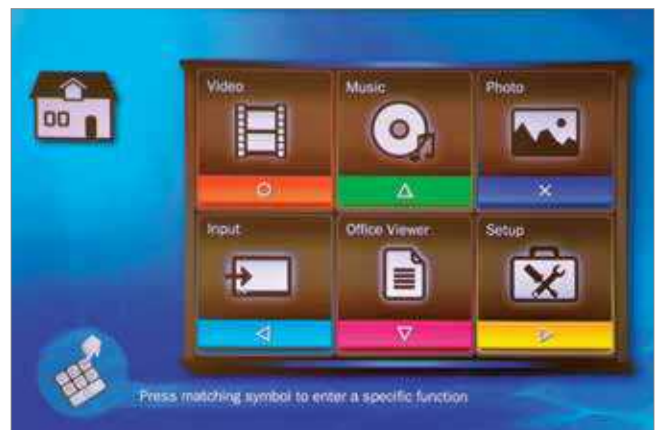 Video Music Photo
Input Office Viewer Setup
Press matching symbol to enter a specific function